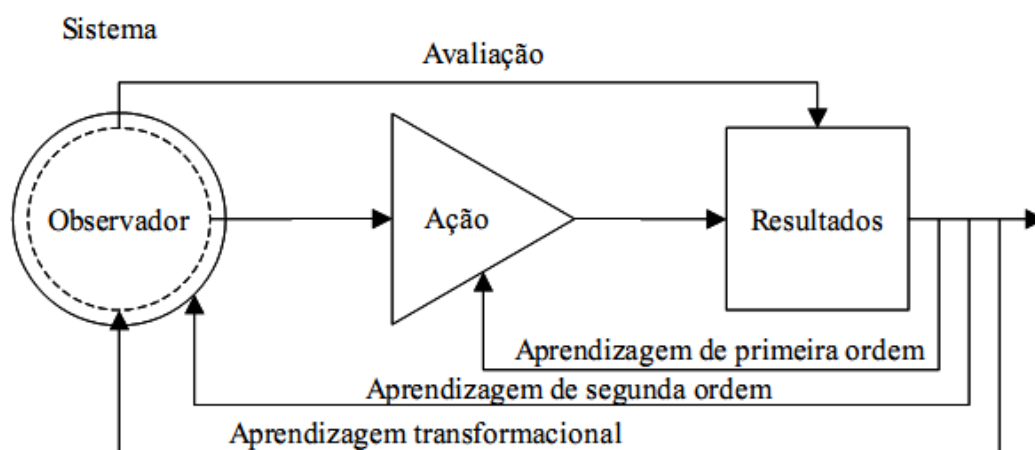 Sistema
Avaliação
Observador
Ação
Resultados
Aprendizagem de primeira ordem
Aprendizagem de segunda ordem
Aprendizagem transformacional